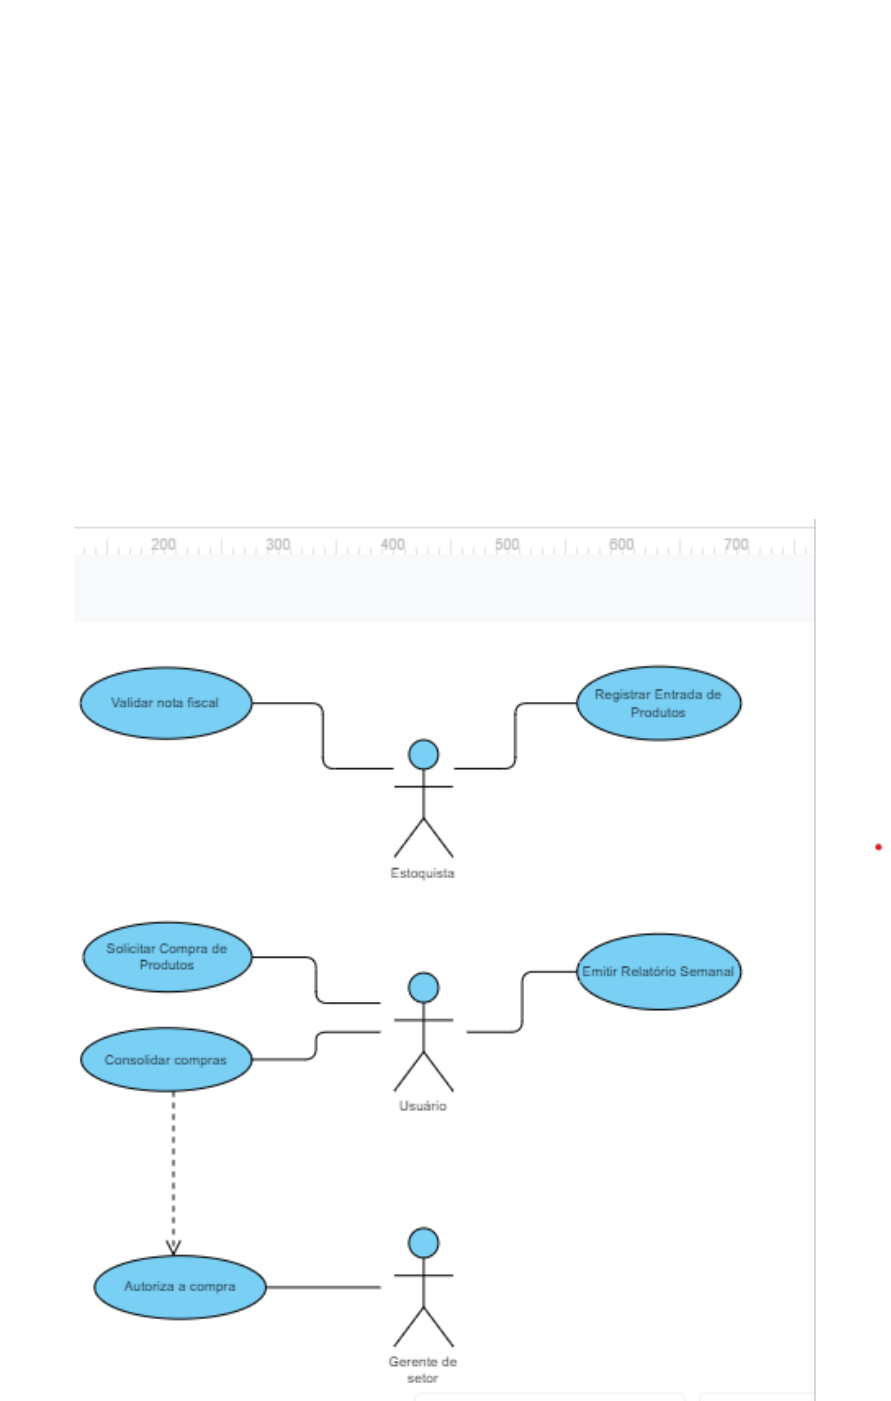 200 300 400 500 600 700
Validar nota fiscal
Registrar Entrada de
Produtos
Estoquista
Solicitar Compra de
Produtos
Emitir Relatório Semanal
Consolidar compras
Usuário
Autoriza a compra
Gerente de
setor